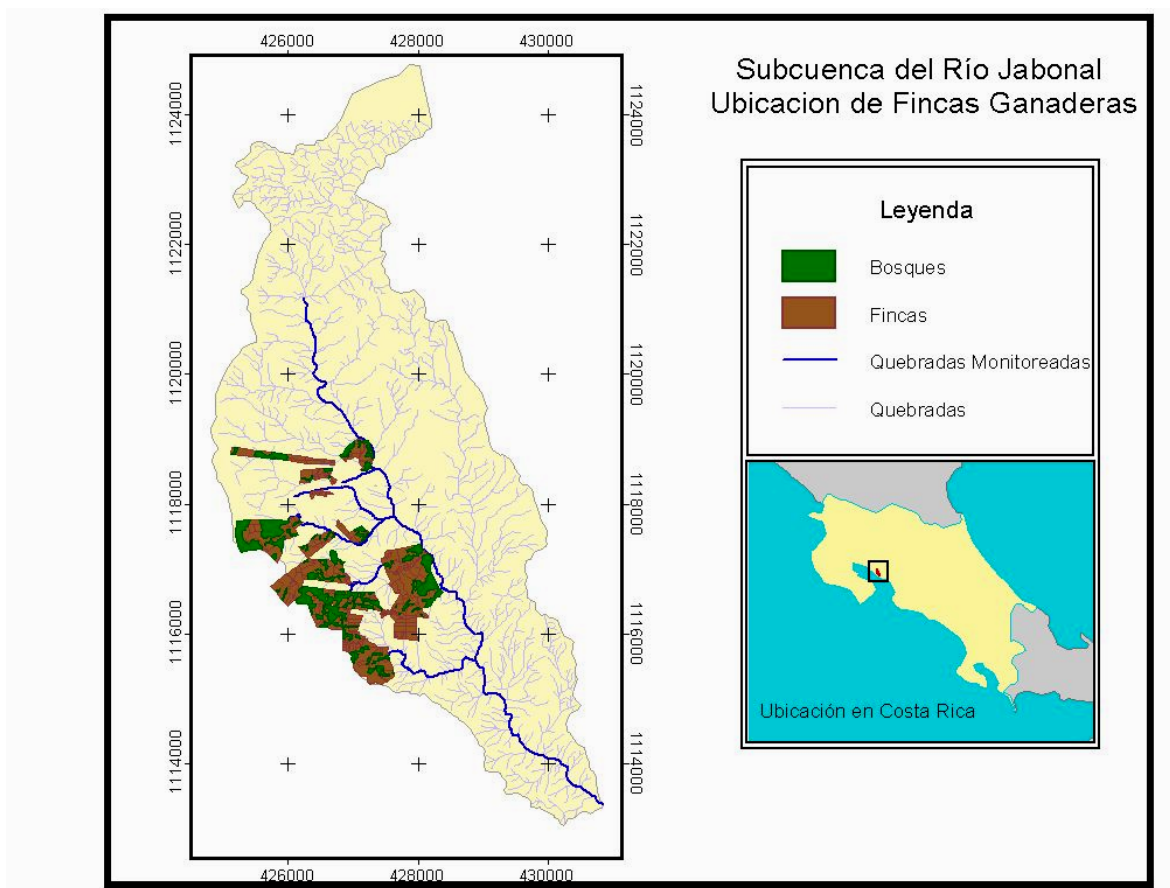 Subcuenca del Río Jabonal
Ubicacion de Fincas Ganaderas
426000 428000 430000
1124000 1124000
1122000 1122000
1120000 1120000
1118000 1118000
1116000 1116000
1114000 1114000
426000 428000 430000
Leyenda
Bosques
Fincas
Quebradas Monitoreadas
Quebradas
Ubicación en Costa Rica